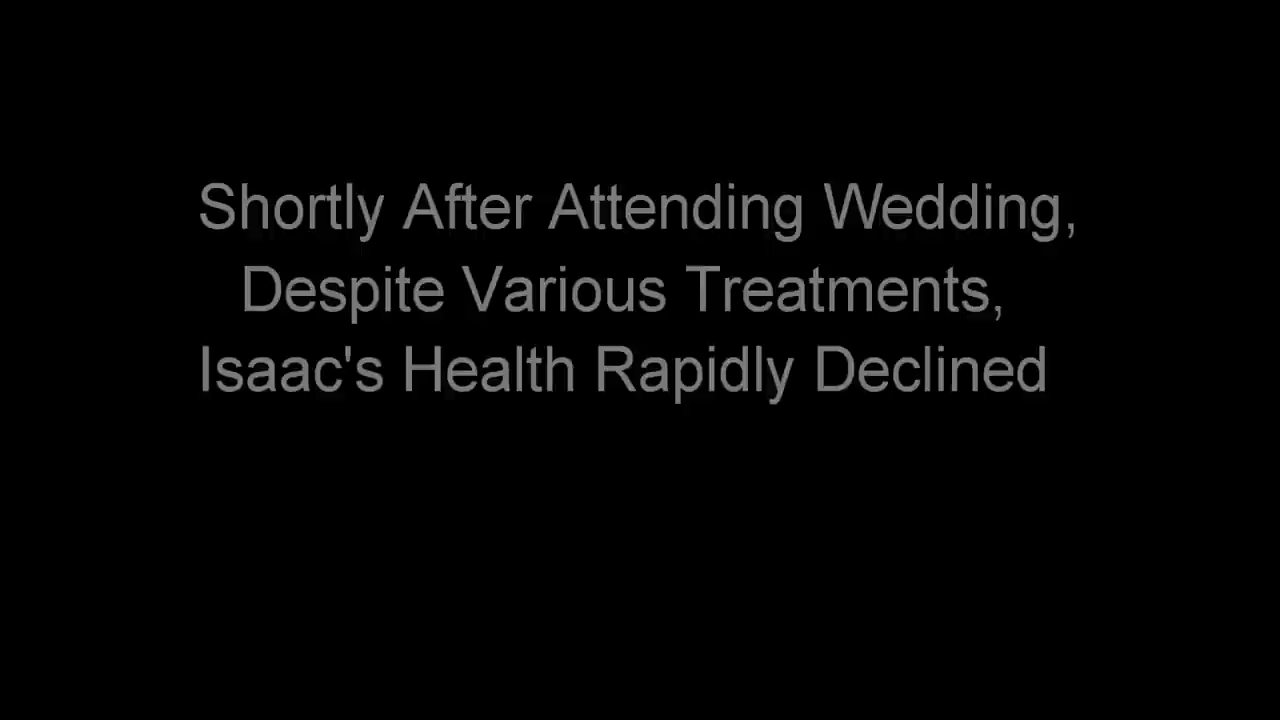 Shortly After Attending Wedding,
Despite Various Treatments,
Isaac's Health Rapidly Declined